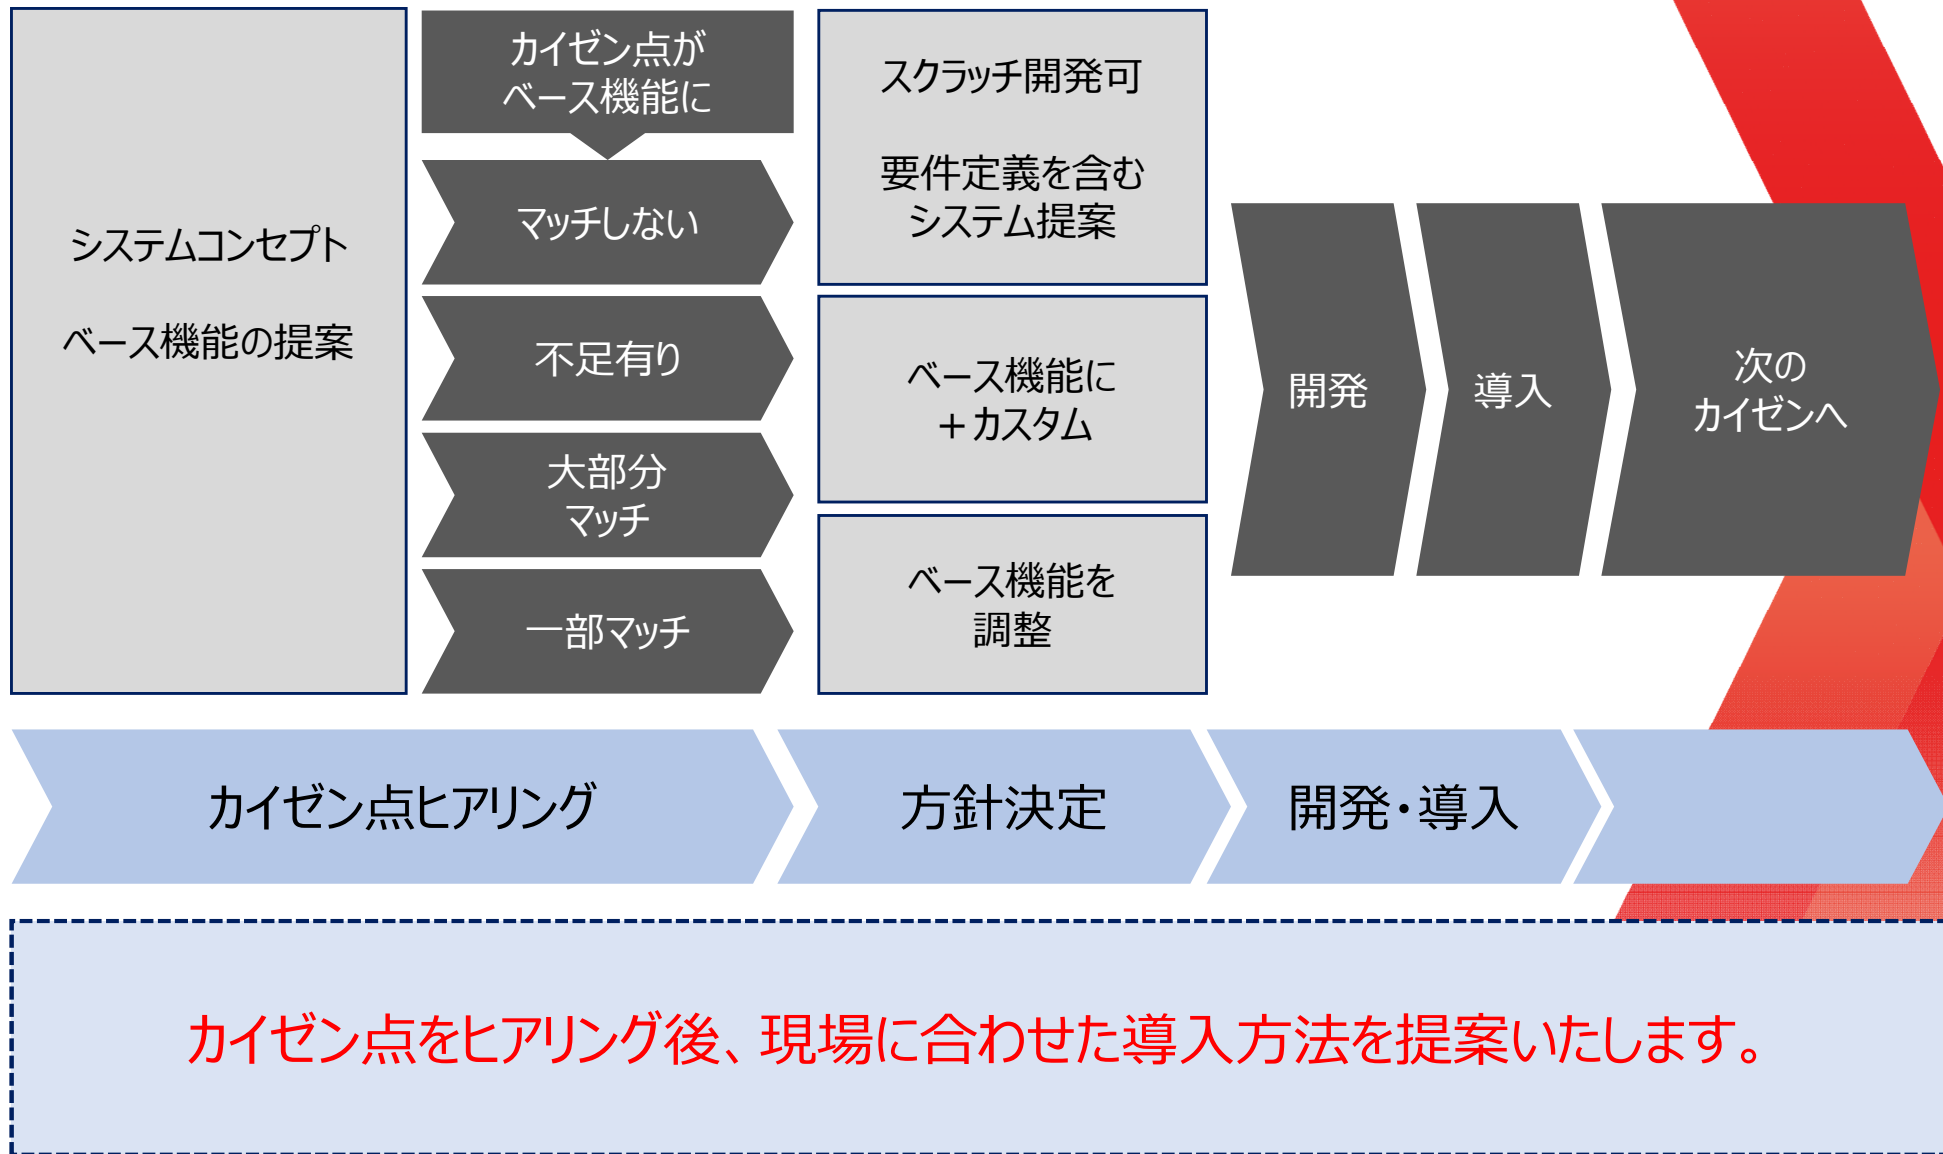 システムコンセプト
ベース機能の提案
カイゼン点が
ベース機能に
マッチしない
不足有り
大部分
マッチ
一部マッチ
スクラッチ開発可
要件定義を含む
システム提案
ベース機能に
＋カスタム
ベース機能を
調整
開発
導入
次の
カイゼンへ
カイゼン点ヒアリング
方針決定
開発・導入
カイゼン点をヒアリング後、現場に合わせた導入方法を提案いたします。